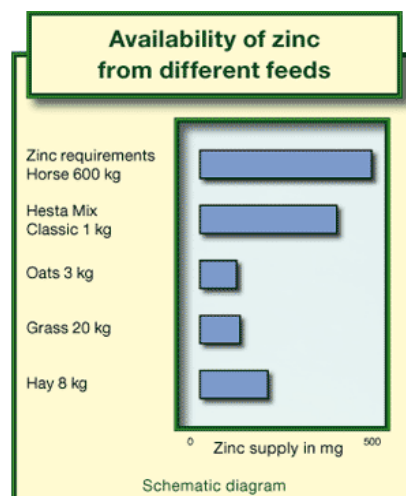 Availability of zinc
from different feeds
Zinc requirements
Horse 600 kg
Hesta Mix
Classic 1 kg
Oats 3 kg
Grass 20 kg
Hay 8 kg
0
500
Zinc supply in mg
Schematic diagram